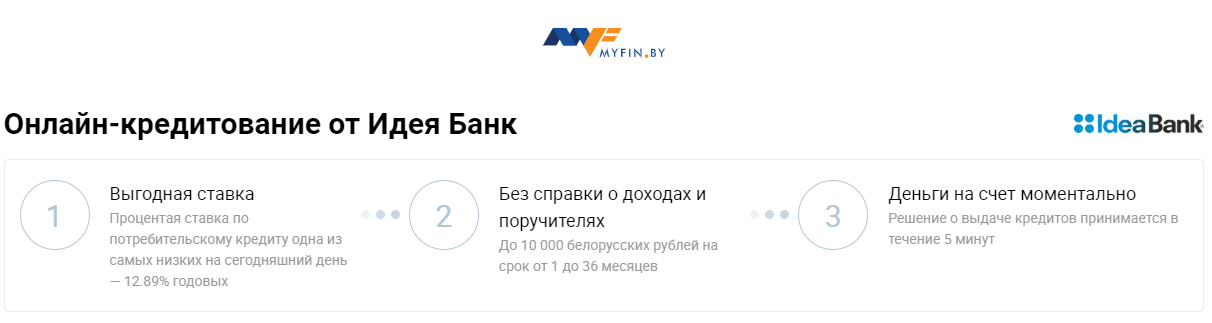 MYFIN.BY
Онлайн-кредитование от Идея Банк
IdeaBank
1
Выгодная ставка
Процентная ставка по
потребительскому кредиту одна из
самых низких на сегодняшний день
— 12.89% годовых
2
Без справки о доходах и
поручителях
До 10 000 белорусских рублей на
срок от 1 до 36 месяцев
3
Деньги на счет моментально
Решение о выдаче кредитов принимается в
течение 5 минут